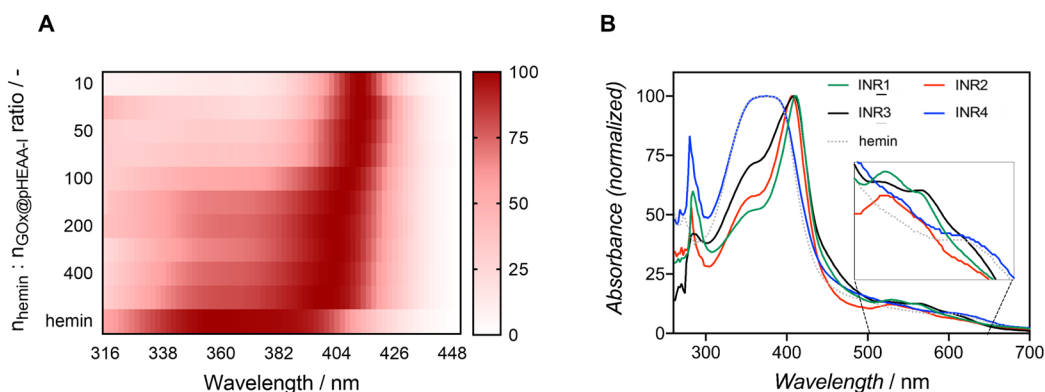 A
n_hemin : n_GOx@pHEAA-I ratio / -
10
50
100
200
400
hemin
316 338 360 382 404 426 448
Wavelength / nm
100
75
50
25
0
B
Absorbance (normalized)
100
75
50
25
0
INR1 INR2
INR3 INR4
hemin
300 400 500 600 700
Wavelength / nm